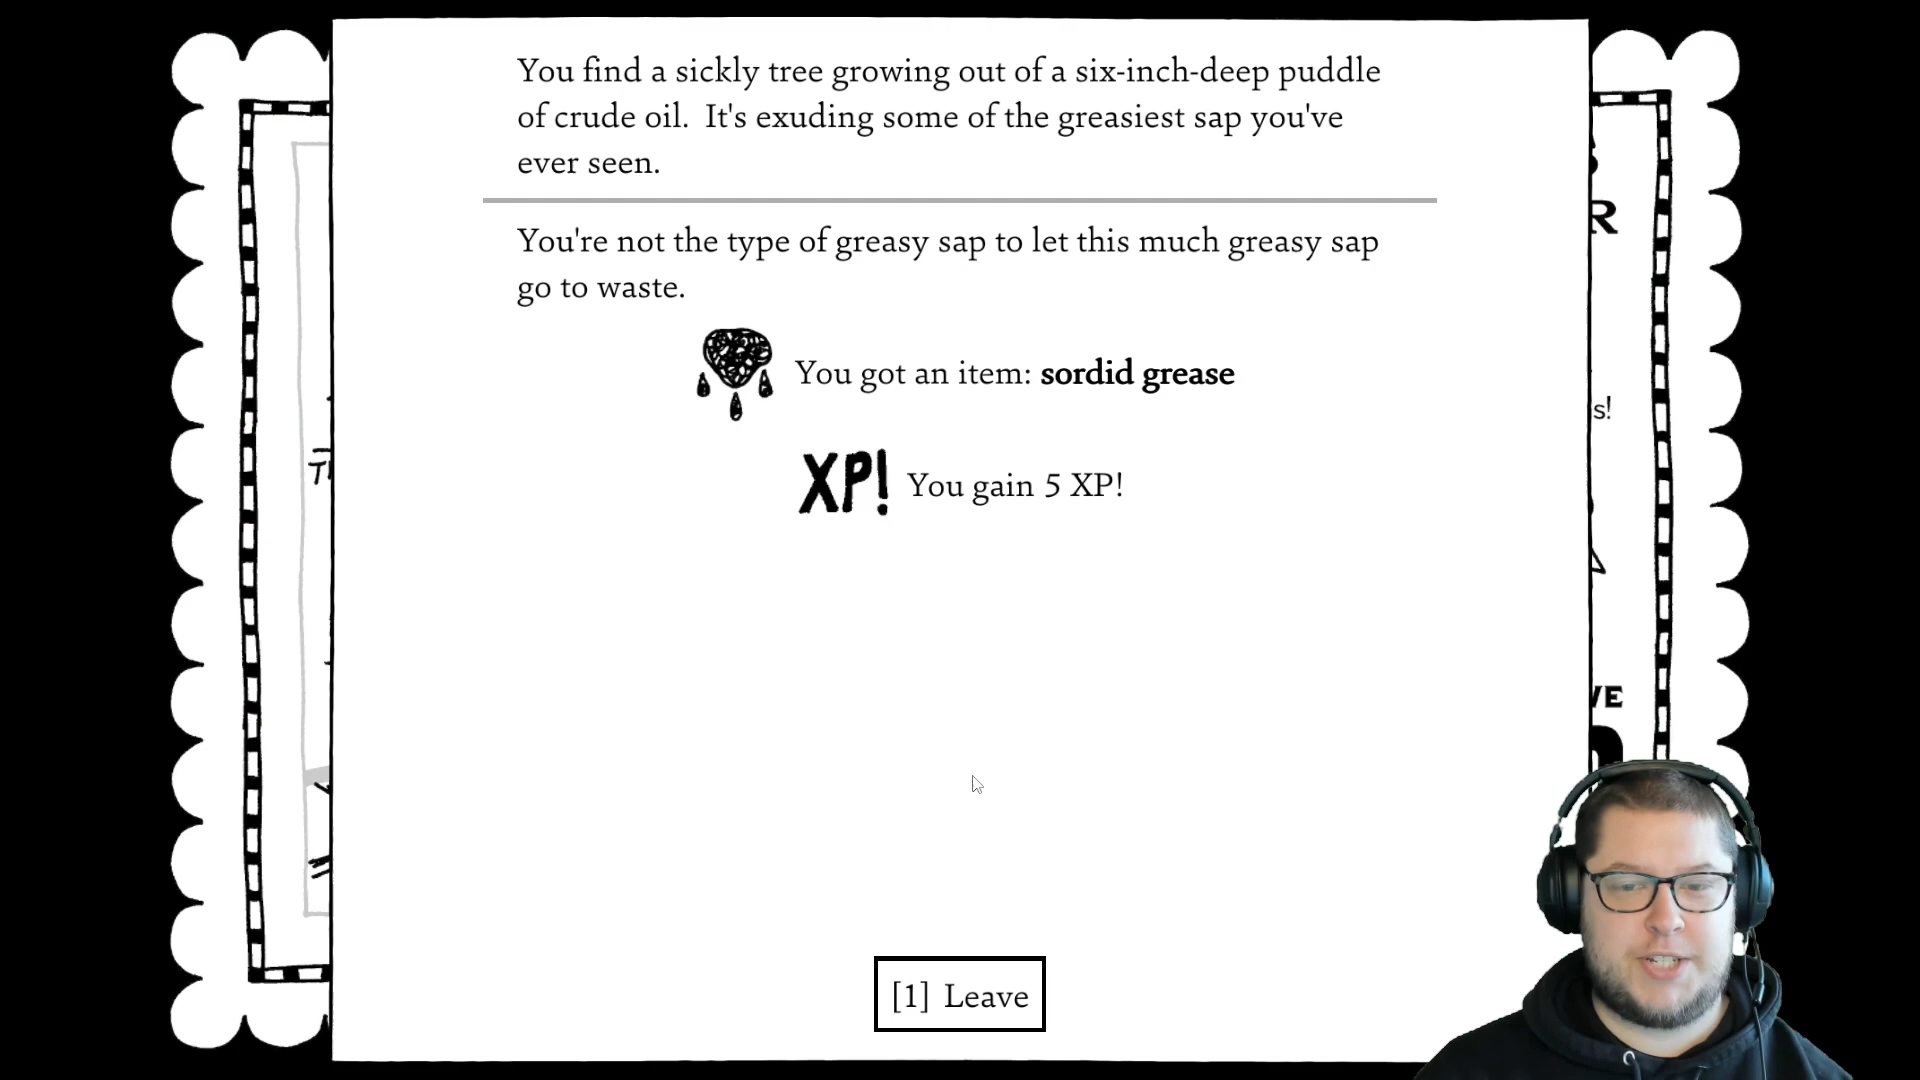 You find a sickly tree growing out of a six-inch-deep puddle
of crude oil.  It's exuding some of the greasiest sap you've
ever seen.
You're not the type of greasy sap to let this much greasy sap
go to waste.
You got an item: sordid grease
XP! You gain 5 XP!
[1] Leave
R
s!
VE